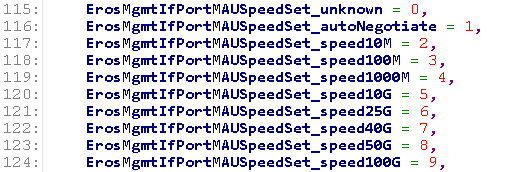 115: ErosMgmtIfPortMAUSpeedSet_unknown = 0,
116: ErosMgmtIfPortMAUSpeedSet_autoNegotiate = 1,
117: ErosMgmtIfPortMAUSpeedSet_speed10M = 2,
118: ErosMgmtIfPortMAUSpeedSet_speed100M = 3,
119: ErosMgmtIfPortMAUSpeedSet_speed1000M = 4,
120: ErosMgmtIfPortMAUSpeedSet_speed10G = 5,
121: ErosMgmtIfPortMAUSpeedSet_speed25G = 6,
122: ErosMgmtIfPortMAUSpeedSet_speed40G = 7,
123: ErosMgmtIfPortMAUSpeedSet_speed50G = 8,
124: ErosMgmtIfPortMAUSpeedSet_speed100G = 9,